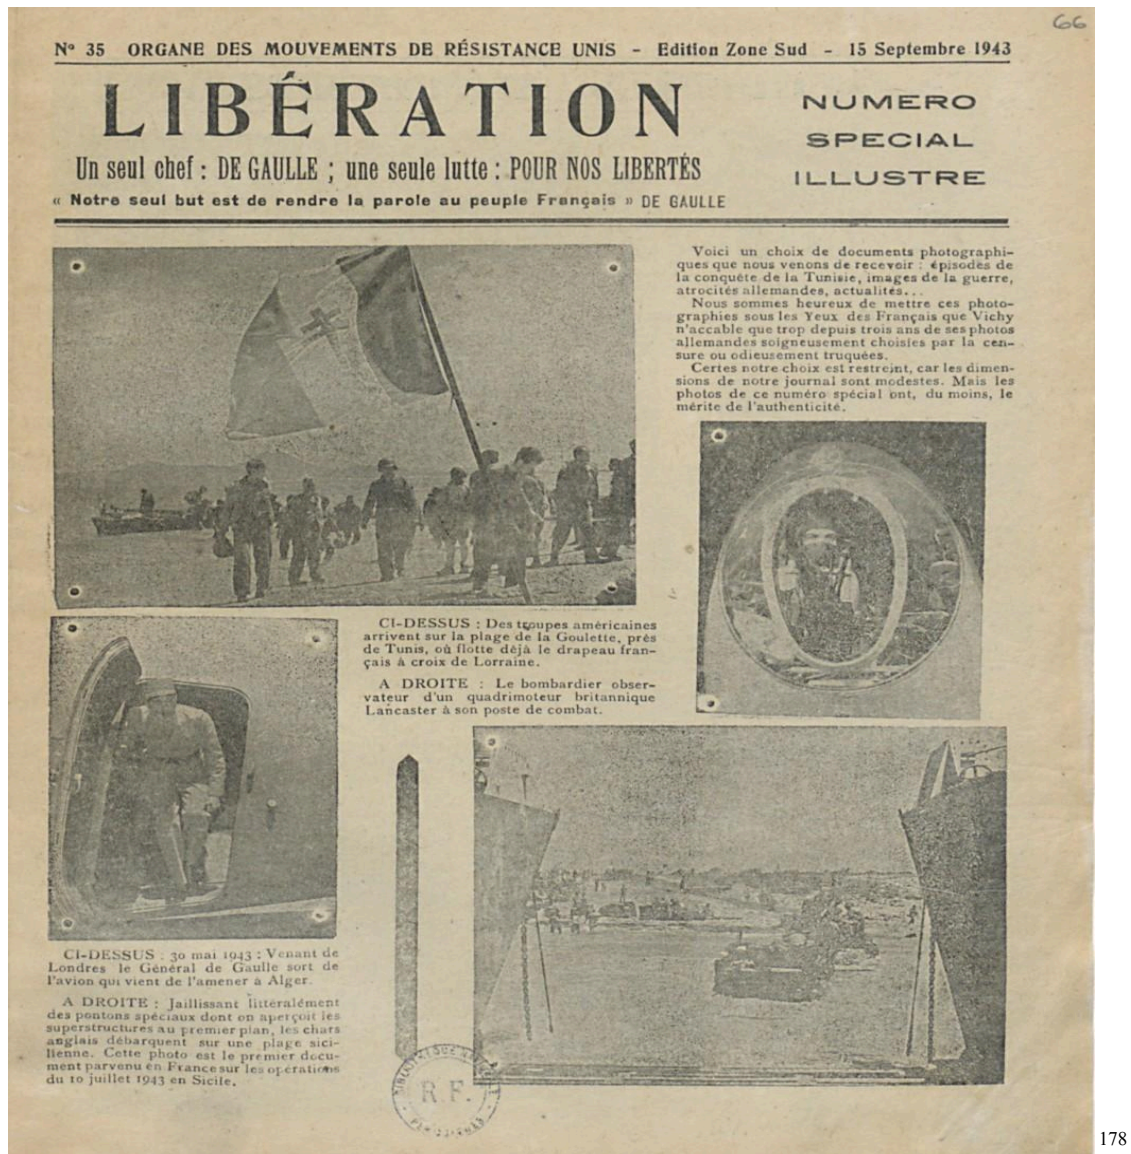 66
Nº 35 ORGANE DES MOUVEMENTS DE RÉSISTANCE UNIS - Edition Zone Sud - 15 Septembre 1943
LIBÉRATION
Un seul chef : DE GAULLE ; une seule lutte : POUR NOS LIBERTÉS
« Notre seul but est de rendre la parole au peuple Français » DE GAULLE
NUMERO
SPECIAL
ILLUSTRE
Voici un choix de documents photographi-
ques que nous venons de recevoir : épisodes de
la conquête de la Tunisie, images de la guerre,
atrocités allemandes, actualités...
Nous sommes heureux de mettre ces photo-
graphies sous les Yeux des Français que Vichy
n'accable que trop depuis trois ans de ses photos
allemandes soigneusement choisies par la cen-
sure ou odieusement truquées.
Certes notre choix est restreint, car les dimen-
sions de notre journal sont modestes. Mais les
photos de ce numéro spécial ont, du moins, le
mérite de l'authenticité.
CI-DESSUS : Des troupes américaines
arrivent sur la plage de la Goulette, près
de Tunis, où flotte déjà le drapeau fran-
çais à croix de Lorraine.
A DROITE : Le bombardier obser-
vateur d'un quadrimoteur britannique
Lancaster à son poste de combat.
CI-DESSUS : 30 mai 1943 : Venant de
Londres le Général de Gaulle sort de
l'avion qui vient de l'amener à Alger.
A DROITE : Jaillissant littéralément
des pontons spéciaux dont on aperçoit les
superstructures au premier plan, les chars
anglais débarquent sur une plage sici-
lienne. Cette photo est le premier docu-
ment parvenu en France sur les opérations
du 10 juillet 1943 en Sicile.
R.F.
178